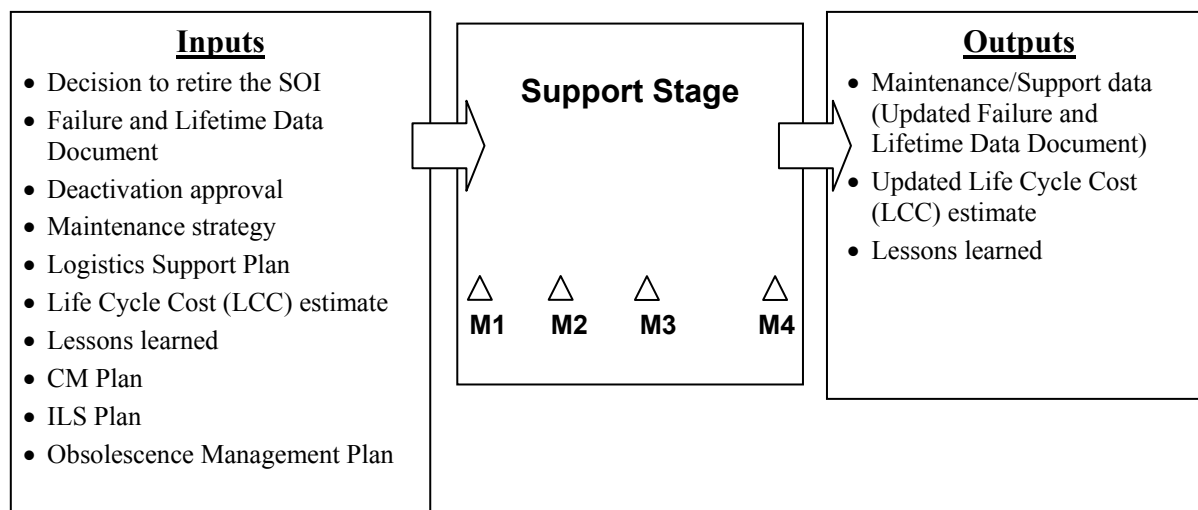 Inputs
• Decision to retire the SOI
• Failure and Lifetime Data
Document
• Deactivation approval
• Maintenance strategy
• Logistics Support Plan
• Life Cycle Cost (LCC) estimate
• Lessons learned
• CM Plan
• ILS Plan
• Obsolescence Management Plan
Support Stage
M1 M2 M3 M4
Outputs
• Maintenance/Support data
(Updated Failure and
Lifetime Data Document)
• Updated Life Cycle Cost
(LCC) estimate
• Lessons learned